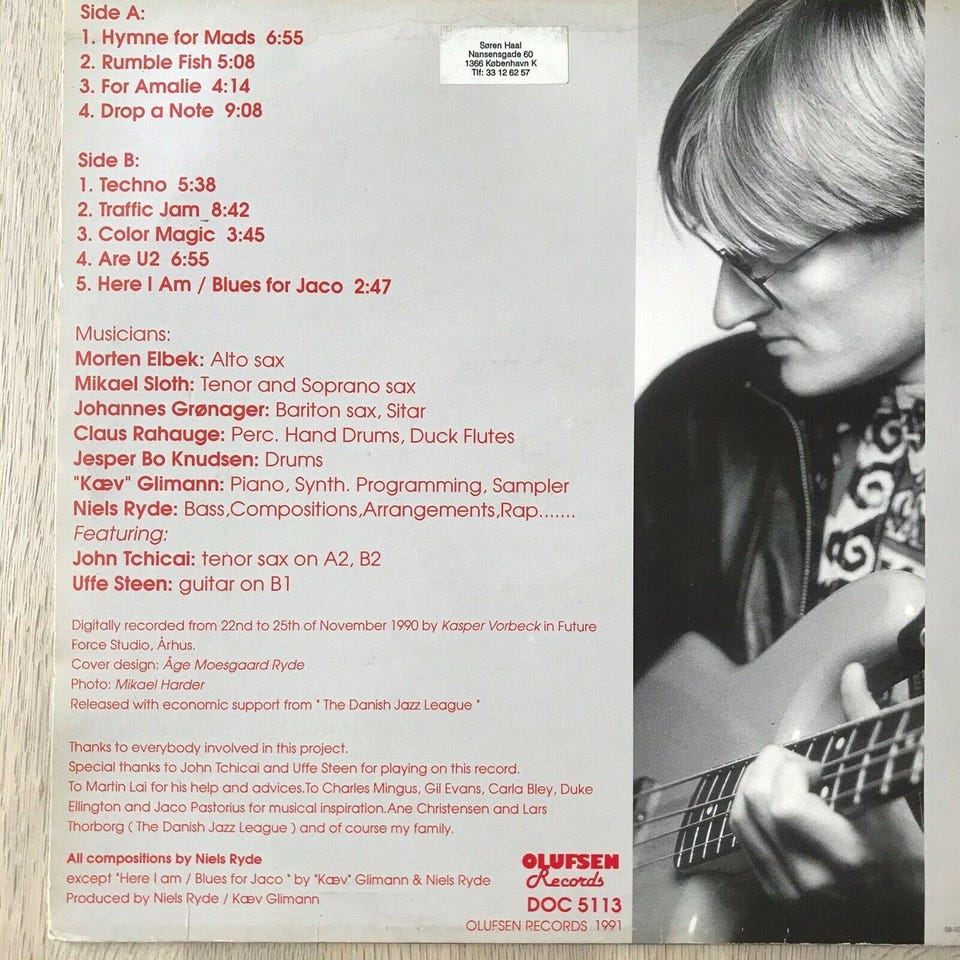 Side A:
1. Hymne for Mads 6:55
2. Rumble Fish 5:08
3. For Amalie 4:14
4. Drop a Note 9:08
Søren Haal
Nansensgade 60
1366 København K
Tlf: 33 12 62 57
Side B:
1. Techno 5:38
2. Traffic Jam 8:42
3. Color Magic 3:45
4. Are U2 6:55
5. Here I Am / Blues for Jaco 2:47
Musicians:
Morten Elbek: Alto sax
Mikael Sloth: Tenor and Soprano sax
Johannes Grønager: Bariton sax, Sitar
Claus Rahauge: Perc. Hand Drums, Duck Flutes
Jesper Bo Knudsen: Drums
"Kæv" Glimann: Piano, Synth. Programming, Sampler
Niels Ryde: Bass,Compositions,Arrangements,Rap.......
Featuring:
John Tchicai: tenor sax on A2, B2
Uffe Steen: guitar on B1
Digitally recorded from 22nd to 25th of November 1990 by Kasper Vorbeck in Future
Force Studio, Århus.
Cover design: Åge Moesgaard Ryde
Photo: Mikael Harder
Released with economic support from " The Danish Jazz League "
Thanks to everybody involved in this project.
Special thanks to John Tchicai and Uffe Steen for playing on this record.
To Martin Lai for his help and advices.To Charles Mingus, Gil Evans, Carla Bley, Duke
Ellington and Jaco Pastorius for musical inspiration.Ane Christensen and Lars
Thorborg ( The Danish Jazz League ) and of course my family.
All compositions by Niels Ryde
except "Here I am / Blues for Jaco " by "Kæv" Glimann & Niels Ryde
Produced by Niels Ryde / Kæv Glimann
OLUFSEN
Records
DOC 5113
OLUFSEN RECORDS 1991